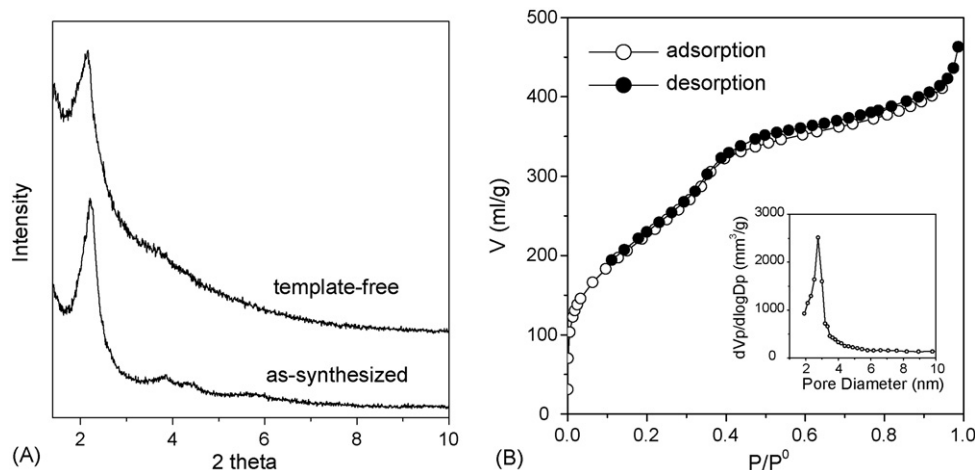 Intensity
template-free
as-synthesized
2 4 6 8 10
2 theta
(A)
V (ml/g)
500
400
300
200
100
0
adsorption
desorption
dVp/dlogDp (mm³/g)
3000
2000
1000
0
2 4 6 8 10
Pore Diameter (nm)
0.0 0.2 0.4 0.6 0.8 1.0
P/P⁰
(B)